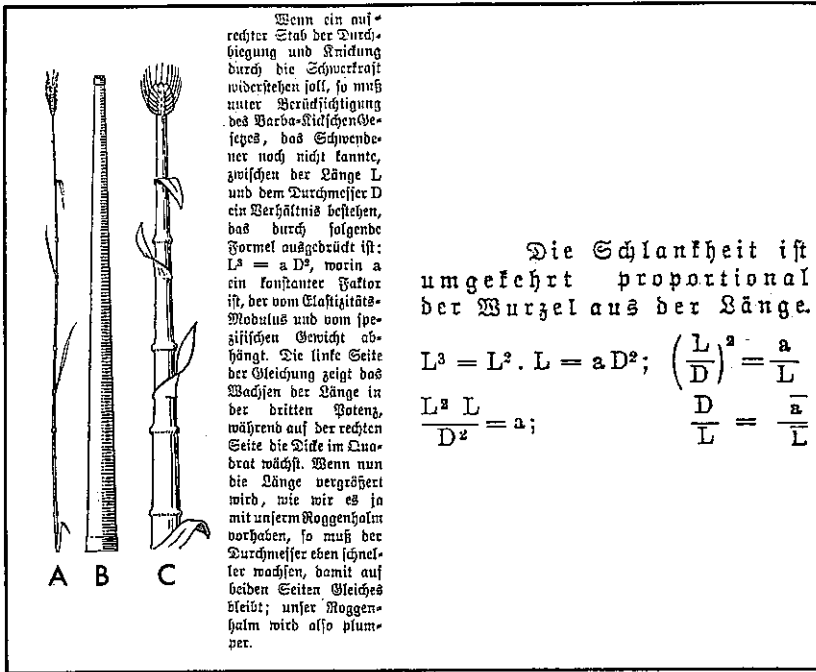 Wenn ein auf-
rechter Stab der Durch-
biegung und Knickung
durch die Schwerkraft
widerstehen soll, so muß
unter Berücksichtigung
des Barba-Kickschen Ge-
setzes, das Schwende-
ner noch nicht kannte,
zwischen der Länge L
und dem Durchmesser D
ein Verhältnis bestehen,
das durch folgende
Formel ausgedrückt ist:
L³ = a D², worin a
ein konstanter Faktor
ist, der vom Elastizitäts-
Modulus und vom spe-
zifischen Gewicht ab-
hängt. Die linke Seite
der Gleichung zeigt das
Wachsen der Länge in
der dritten Potenz,
während auf der rechten
Seite die Dicke im Qua-
drat wächst. Wenn nun
die Länge vergrößert
wird, wie wir es ja
mit unserm Roggenhalm
vorhaben, so muß der
Durchmesser eben schnel-
ler wachsen, damit auf
beiden Seiten Gleiches
bleibt; unser Roggen-
halm wird also plum-
per.
A B C
Die Schlankheit ist
umgekehrt proportional
der Wurzel aus der Länge.
L³ = L² . L = a D²; (L/D)² = a/L
L² L/D² = a; D/L = a̅/L̅